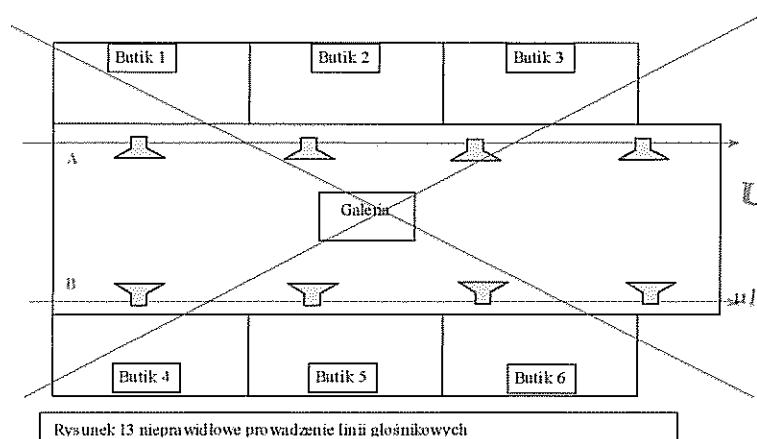 Butik 1 Butik 2 Butik 3
A
Galeria
B
Butik 4 Butik 5 Butik 6
Rysunek 13 nieprawidłowe prowadzenie linii głośnikowych